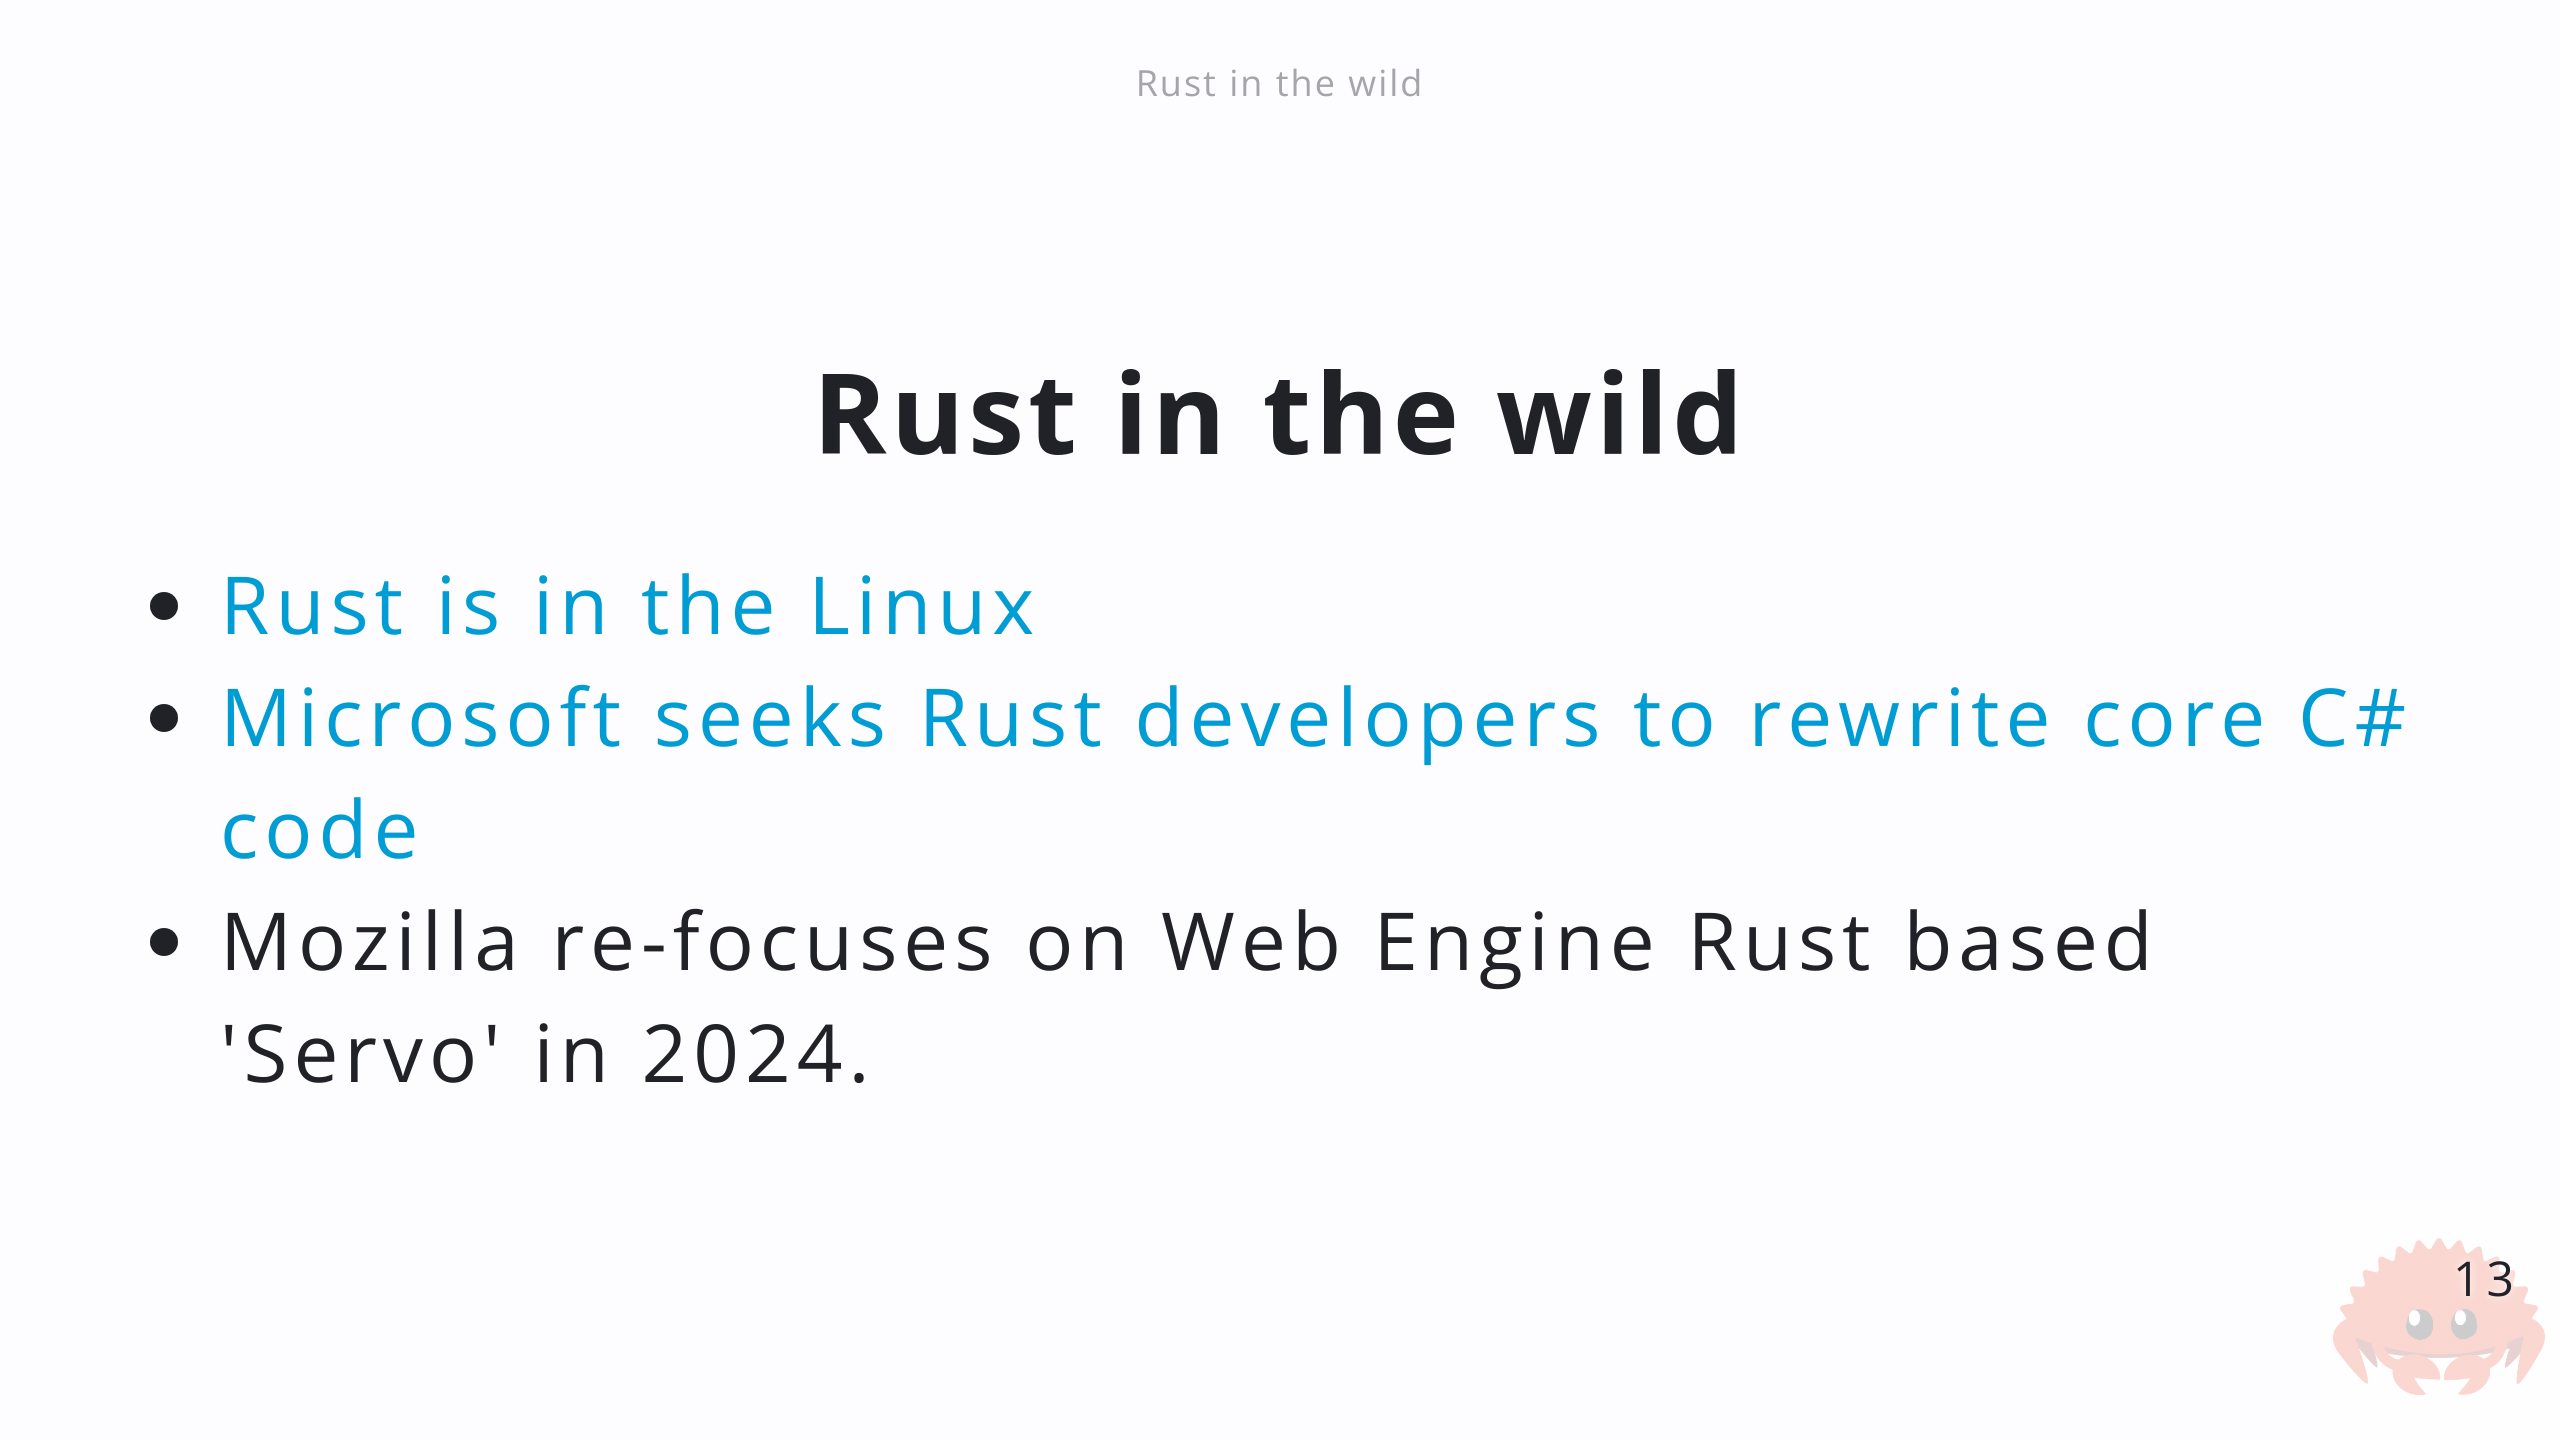 Rust in the wild
Rust in the wild
Rust is in the Linux
Microsoft seeks Rust developers to rewrite core C#
code
Mozilla re-focuses on Web Engine Rust based
'Servo' in 2024.
13